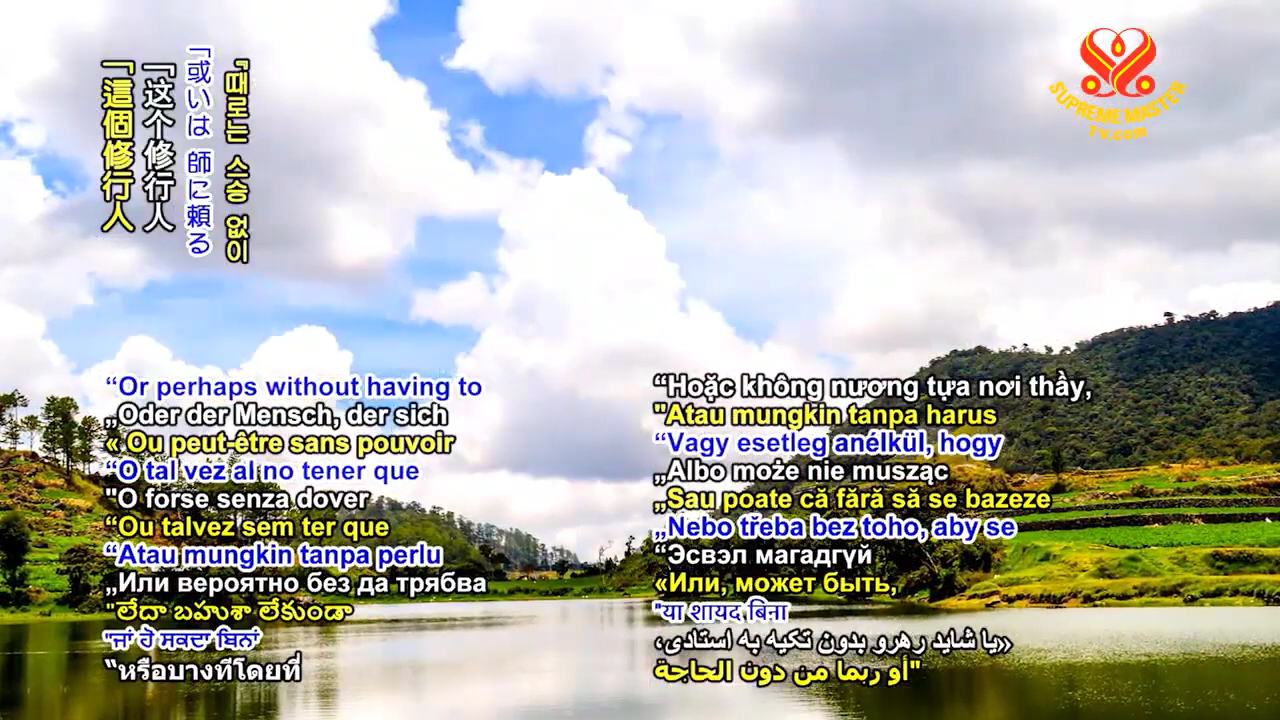 「這個修行人
「这个修行人
「或いは 師に頼る
『때로는 스승 없이
SUPREME MASTER
TV.com
“Or perhaps without having to
„Oder der Mensch, der sich
« Ou peut-être sans pouvoir
“O tal vez al no tener que
"O forse senza dover
“Ou talvez sem ter que
“Atau mungkin tanpa perlu
„Или вероятно без да трябва
"లేదా బహుశా లేకుండా
"ਜਾਂ ਹੋ ਸਕਦਾ ਬਿਨਾਂ
“หรือบางทีโดยที่
“Hoặc không nương tựa nơi thầy,
"Atau mungkin tanpa harus
“Vagy esetleg anélkül, hogy
„Albo może nie musząc
„Sau poate că fără să se bazeze
„Nebo třeba bez toho, aby se
“Эсвэл магадгүй
«Или, может быть,
"या शायद बिना
«یا شاید رهرو بدون تکیه به استادی،
"أو ربما من دون الحاجة